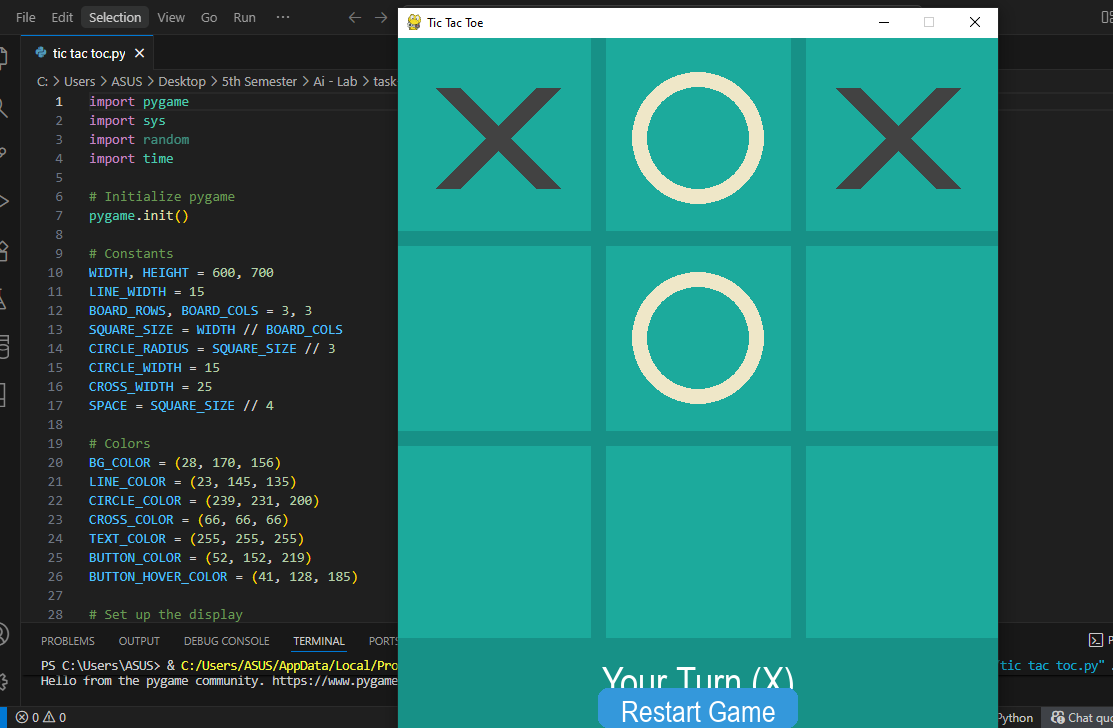 File Edit Selection View Go Run ···
Tic Tac Toe
tic tac toc.py
C: > Users > ASUS > Desktop > 5th Semester > Ai - Lab > task
1 import pygame
2 import sys
3 import random
4 import time
5
6 # Initialize pygame
7 pygame.init()
8
9 # Constants
10 WIDTH, HEIGHT = 600, 700
11 LINE_WIDTH = 15
12 BOARD_ROWS, BOARD_COLS = 3, 3
13 SQUARE_SIZE = WIDTH // BOARD_COLS
14 CIRCLE_RADIUS = SQUARE_SIZE // 3
15 CIRCLE_WIDTH = 15
16 CROSS_WIDTH = 25
17 SPACE = SQUARE_SIZE // 4
18
19 # Colors
20 BG_COLOR = (28, 170, 156)
21 LINE_COLOR = (23, 145, 135)
22 CIRCLE_COLOR = (239, 231, 200)
23 CROSS_COLOR = (66, 66, 66)
24 TEXT_COLOR = (255, 255, 255)
25 BUTTON_COLOR = (52, 152, 219)
26 BUTTON_HOVER_COLOR = (41, 128, 185)
27
28 # Set up the display
PROBLEMS OUTPUT DEBUG CONSOLE TERMINAL PORTS
PS C:\Users\ASUS> & C:/Users/ASUS/AppData/Local/Pro
tic tac toc.py"
Hello from the pygame community. https://www.pygame
Your Turn (X)
Restart Game
0 0
Python Chat quo